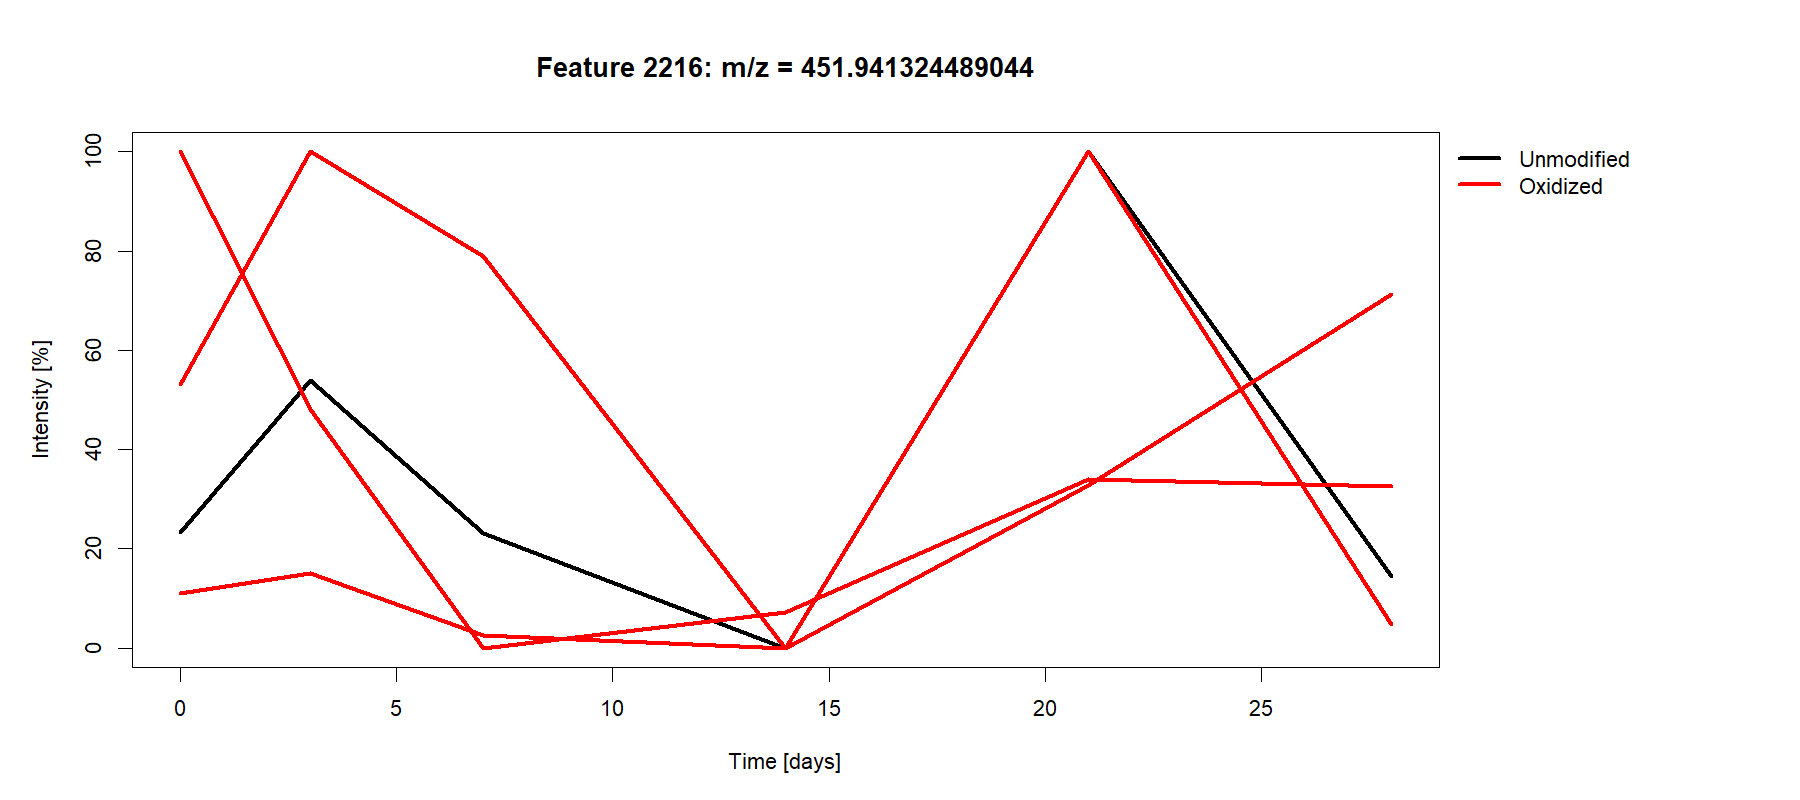 Feature 2216: m/z = 451.941324489044
Unmodified
Oxidized
Intensity [%]
100
80
60
40
20
0
0 5 10 15 20 25
Time [days]